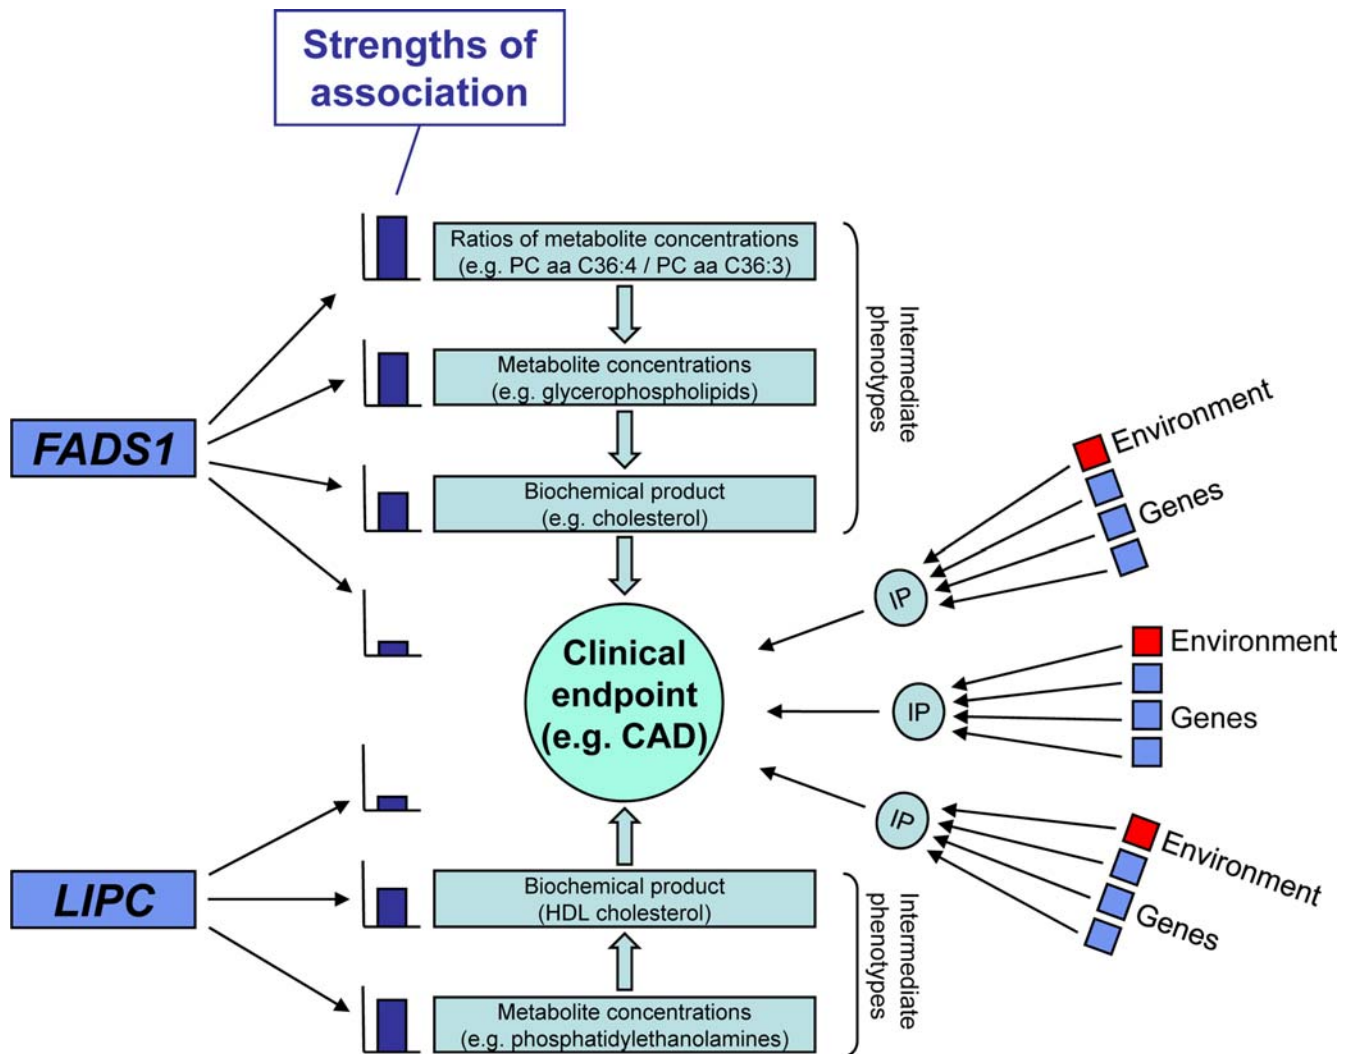 Strengths of
association
Ratios of metabolite concentrations
(e.g. PC aa C36:4 / PC aa C36:3)
Metabolite concentrations
(e.g. glycerophospholipids)
Biochemical product
(e.g. cholesterol)
Intermediate
phenotypes
FADS1
Clinical
endpoint
(e.g. CAD)
IP
Environment
Genes
IP
Environment
Genes
IP
Environment
Genes
LIPC
Biochemical product
(HDL cholesterol)
Metabolite concentrations
(e.g. phosphatidylethanolamines)
Intermediate
phenotypes